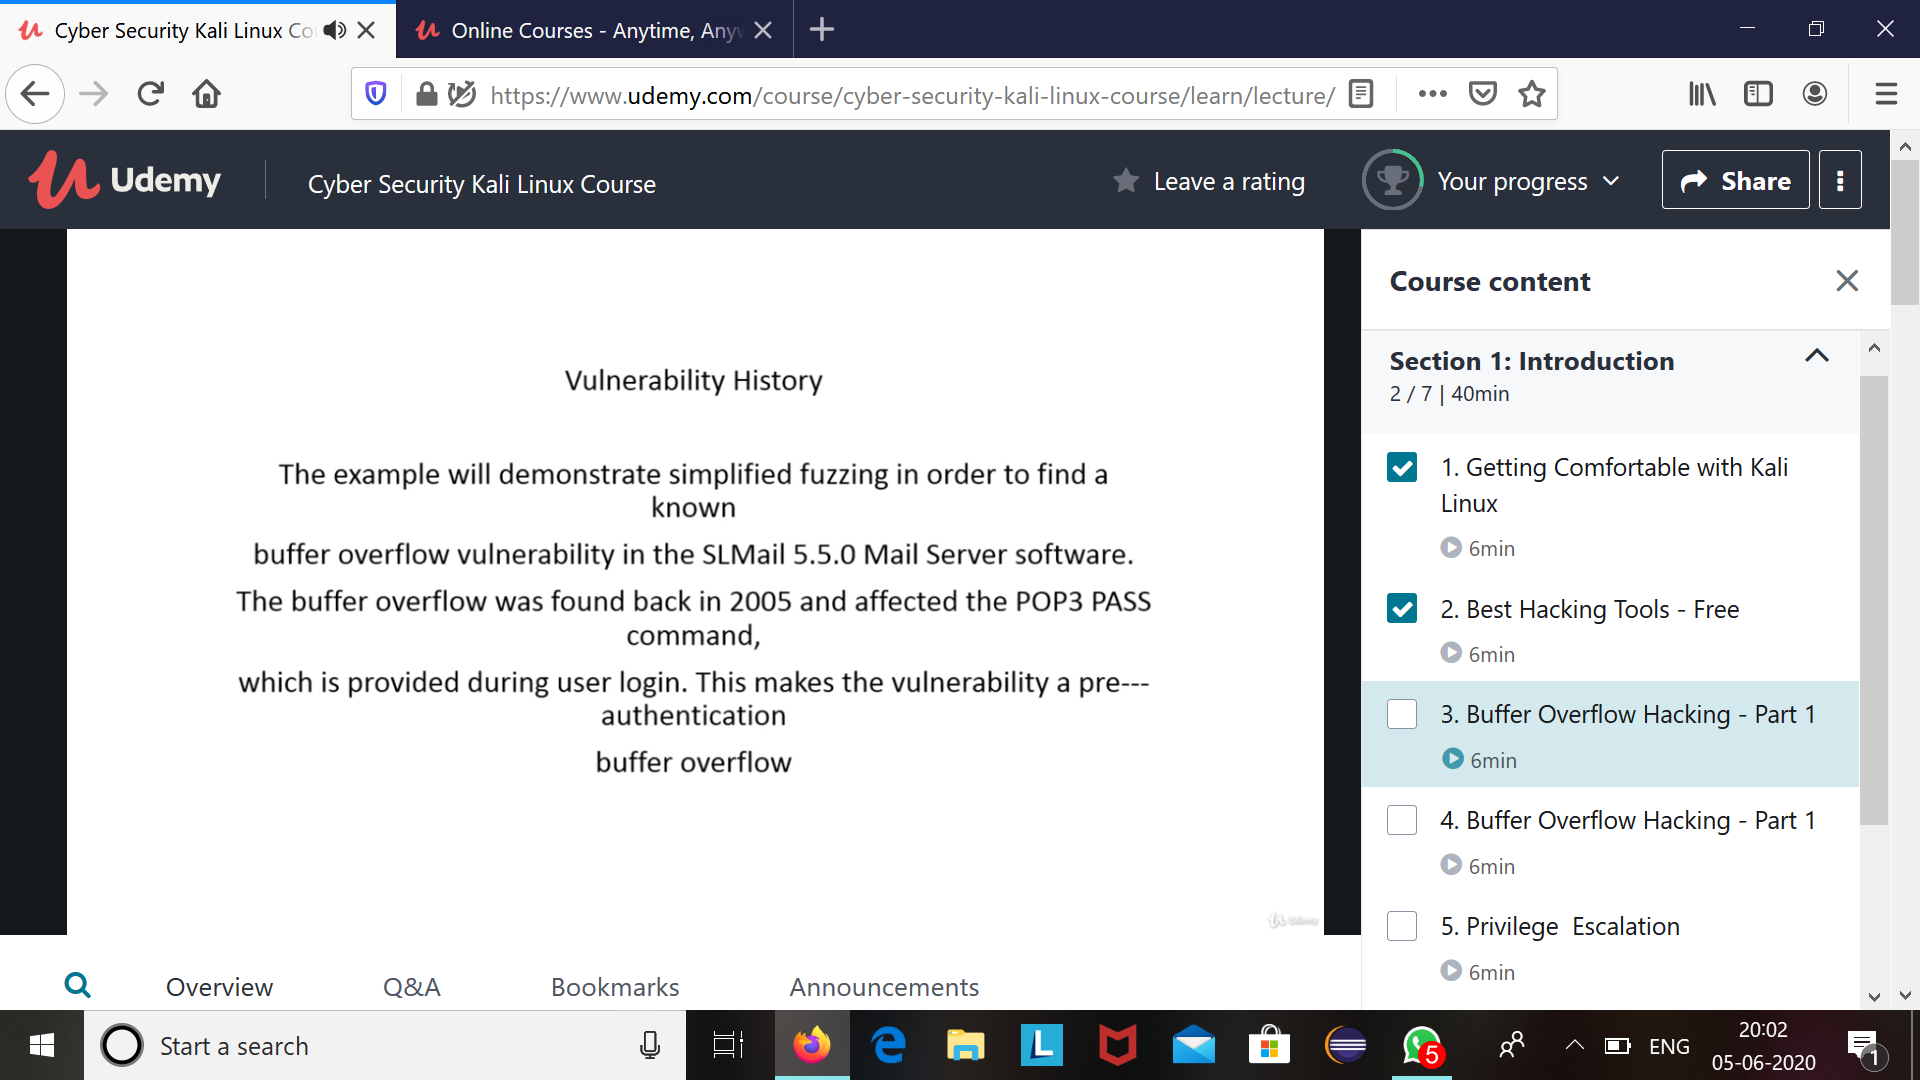 Cyber Security Kali Linux Co
Online Courses - Anytime, Anyw
https://www.udemy.com/course/cyber-security-kali-linux-course/learn/lecture/
Udemy
Cyber Security Kali Linux Course
Leave a rating
Your progress
Share
Vulnerability History
The example will demonstrate simplified fuzzing in order to find a
known
buffer overflow vulnerability in the SLMail 5.5.0 Mail Server software.
The buffer overflow was found back in 2005 and affected the POP3 PASS
command,
which is provided during user login. This makes the vulnerability a pre---
authentication
buffer overflow
Udemy
Course content
Section 1: Introduction
2 / 7 | 40min
1. Getting Comfortable with Kali
Linux
6min
2. Best Hacking Tools - Free
6min
3. Buffer Overflow Hacking - Part 1
6min
4. Buffer Overflow Hacking - Part 1
6min
5. Privilege  Escalation
6min
Overview
Q&A
Bookmarks
Announcements
Start a search
L
5
ENG
20:02
05-06-2020
1